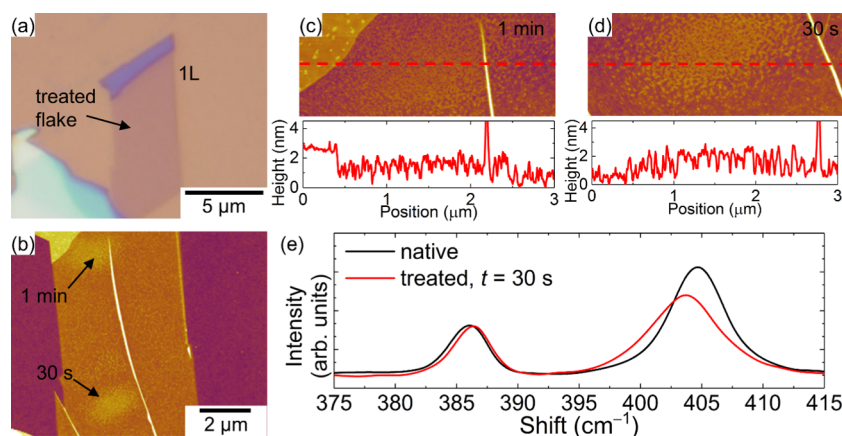 (a)
1L
treated
flake
5 µm
(b)
1 min
30 s
2 µm
(c)
1 min
Height (nm)
4
2
0
0
1
2
3
Position (µm)
(d)
30 s
Height (nm)
4
2
0
0
1
2
3
Position (µm)
(e)
native
treated, t = 30 s
Intensity
(arb. units)
375
380
385
390
395
400
405
410
415
Shift (cm⁻¹)